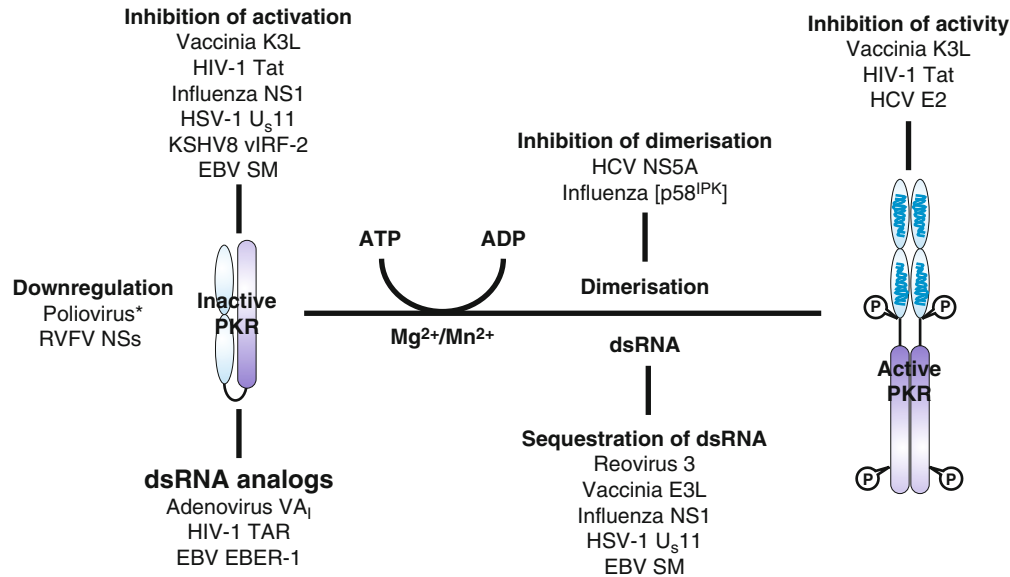 Inhibition of activation
Vaccinia K3L
HIV-1 Tat
Influenza NS1
HSV-1 Us11
KSHV8 vIRF-2
EBV SM
Downregulation
Poliovirus*
RVFV NSs
Inactive
PKR
dsRNA analogs
Adenovirus VAI
HIV-1 TAR
EBV EBER-1
ATP
ADP
Mg2+/Mn2+
Inhibition of dimerisation
HCV NS5A
Influenza [p58IPK]
Dimerisation
dsRNA
Sequestration of dsRNA
Reovirus 3
Vaccinia E3L
Influenza NS1
HSV-1 Us11
EBV SM
Inhibition of activity
Vaccinia K3L
HIV-1 Tat
HCV E2
P
P
Active
PKR
P
P